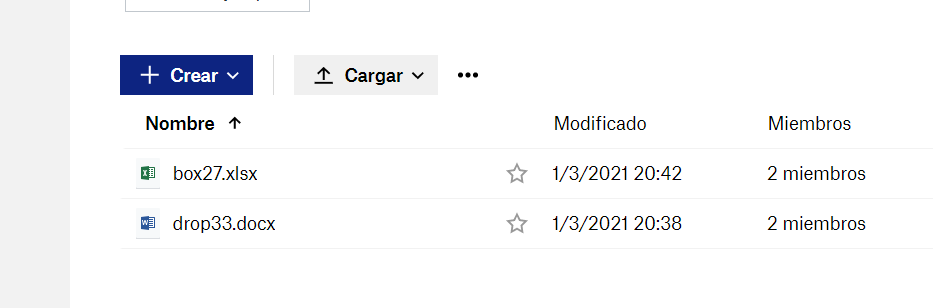 Crear
Cargar
Nombre Modificado Miembros
box27.xlsx 1/3/2021 20:42 2 miembros
drop33.docx 1/3/2021 20:38 2 miembros